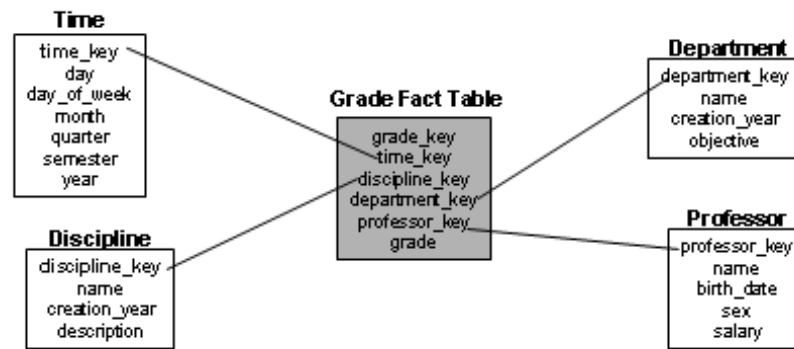 Time
time_key
day
day_of_week
month
quarter
semester
year
Discipline
discipline_key
name
creation_year
description
Grade Fact Table
grade_key
time_key
discipline_key
department_key
professor_key
grade
Department
department_key
name
creation_year
objective
Professor
professor_key
name
birth_date
sex
salary